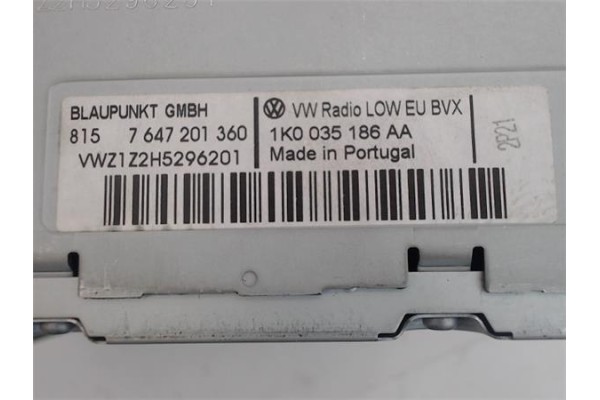 BLAUPUNKT GMBH
815 7 647 201 360
VWZ1Z2H5296201
VW Radio LOW EU BVX
1K0 035 186 AA
Made in Portugal
2P21